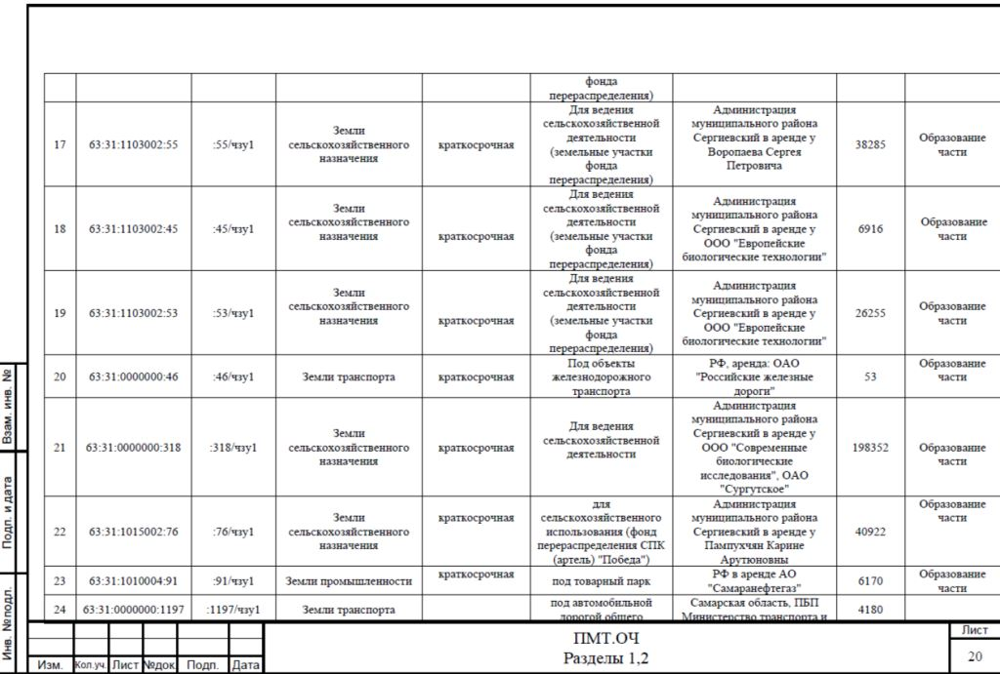 фонда
перераспределения)
17
63:31:1103002:55
:55/чзу1
Земли
сельскохозяйственного
назначения
краткосрочная
Для ведения
сельскохозяйственной
деятельности
(земельные участки
фонда
перераспределения)
Администрация
муниципального района
Сергиевский в аренде у
Воропаева Сергея
Петровича
38285
Образование
части
18
63:31:1103002:45
:45/чзу1
Земли
сельскохозяйственного
назначения
краткосрочная
Для ведения
сельскохозяйственной
деятельности
(земельные участки
фонда
перераспределения)
Администрация
муниципального района
Сергиевский в аренде у
ООО "Европейские
биологические технологии"
6916
Образование
части
19
63:31:1103002:53
:53/чзу1
Земли
сельскохозяйственного
назначения
краткосрочная
Для ведения
сельскохозяйственной
деятельности
(земельные участки
фонда
перераспределения)
Администрация
муниципального района
Сергиевский в аренде у
ООО "Европейские
биологические технологии"
26255
Образование
части
20
63:31:0000000:46
:46/чзу1
Земли транспорта
краткосрочная
Под объекты
железнодорожного
транспорта
РФ, аренда: ОАО
"Российские железные
дороги"
53
Образование
части
21
63:31:0000000:318
:318/чзу1
Земли
сельскохозяйственного
назначения
краткосрочная
Для ведения
сельскохозяйственной
деятельности
Администрация
муниципального района
Сергиевский в аренде у
ООО "Современные
биологические
исследования", ОАО
"Сургутское"
198352
Образование
части
22
63:31:1015002:76
:76/чзу1
Земли
сельскохозяйственного
назначения
краткосрочная
для
сельскохозяйственного
использования (фонд
перераспределения СПК
(артель) "Победа")
Администрация
муниципального района
Сергиевский в аренде у
Пампухчян Карине
Арутюновны
40922
Образование
части
23
63:31:1010004:91
:91/чзу1
Земли промышленности
краткосрочная
под товарный парк
РФ в аренде АО
"Самаранефтегаз"
6170
Образование
части
24
63:31:0000000:1197
:1197/чзу1
Земли транспорта
под автомобильной
дорогой общего
Самарская область, ПБП
Министерство транспорта и
4180
Взам. инв. №
Подп. и дата
Инв. № подл.
Изм.
Кол.уч.
Лист
№док.
Подп.
Дата
ПМТ.ОЧ
Разделы 1,2
Лист
20